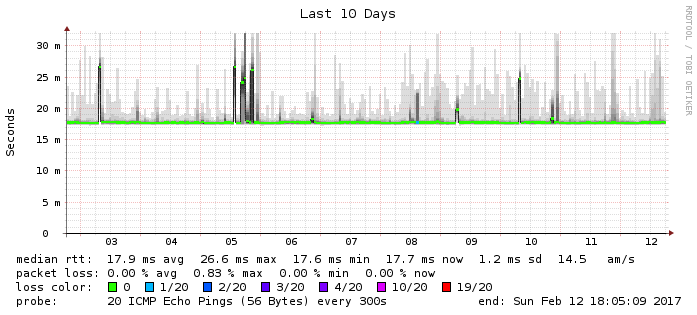 Last 10 Days
RRDTOOL / TOBI OETIKER
Seconds
30 m
25 m
20 m
15 m
10 m
5 m
0
03 04 05 06 07 08 09 10 11 12
median rtt: 17.9 ms avg 26.6 ms max 17.6 ms min 17.7 ms now 1.2 ms sd 14.5 am/s
packet loss: 0.00 % avg 0.83 % max 0.00 % min 0.00 % now
loss color: 0 1/20 2/20 3/20 4/20 10/20 19/20
probe: 20 ICMP Echo Pings (56 Bytes) every 300s end: Sun Feb 12 18:05:09 2017